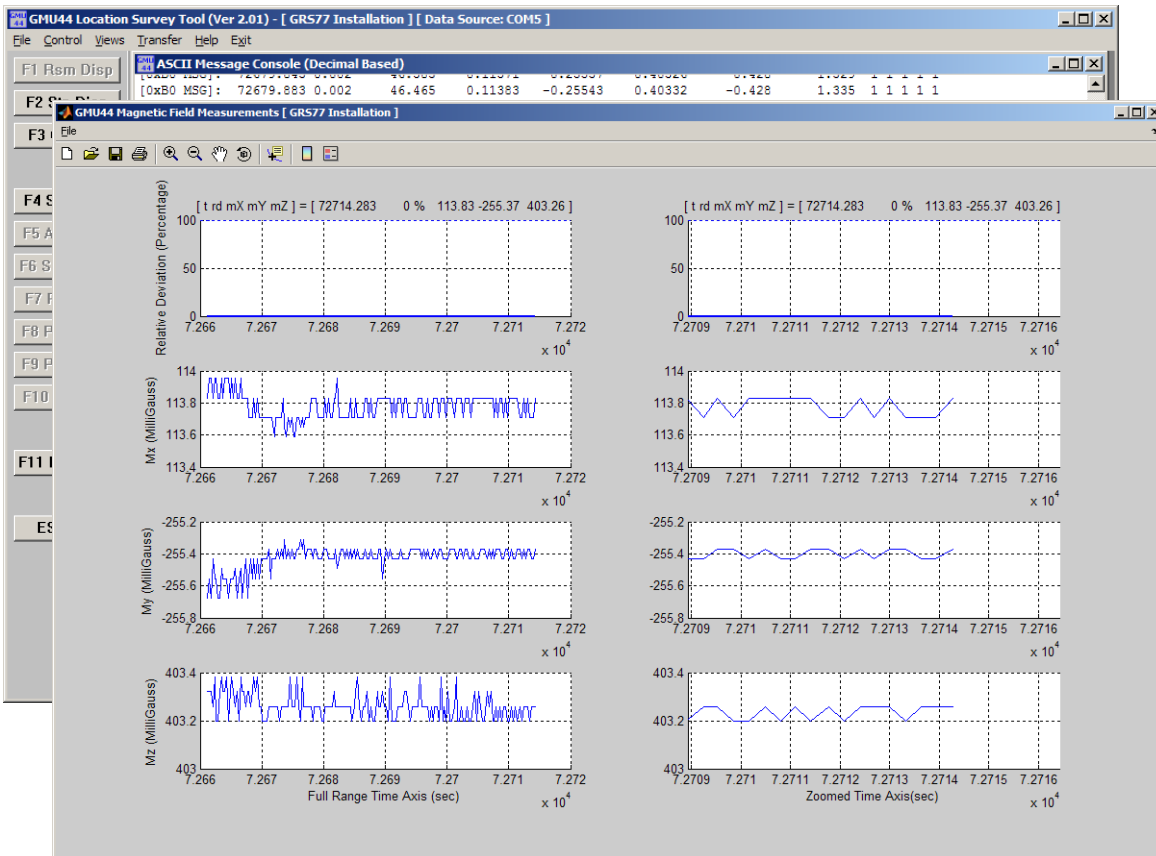 GMU 44 GMU44 Location Survey Tool (Ver 2.01) - [ GRS77 Installation ] [ Data Source: COM5 ]
File Control Views Transfer Help Exit
F1 Rsm Disp
GMU 44 ASCII Message Console (Decimal Based)
[0xB0 MSG]: 72679.883 0.002 46.465 0.11383 -0.25543 0.40332 -0.428 1.335 1 1 1 1 1
F2
GMU44 Magnetic Field Measurements [ GRS77 Installation ]
File
F3
F4 S
F5 A
F6 S
F7
F8 P
F9 P
F10
F11
ES
[ t rd mX mY mZ ] = [ 72714.283 0 % 113.83 -255.37 403.26 ]
Relative Deviation (Percentage)
100
50
0
7.266 7.267 7.268 7.269 7.27 7.271 7.272
x 10^4
[ t rd mX mY mZ ] = [ 72714.283 0 % 113.83 -255.37 403.26 ]
100
50
0
7.2709 7.271 7.2711 7.2712 7.2713 7.2714 7.2715 7.2716
x 10^4
Mx (MilliGauss)
114
113.8
113.6
113.4
7.266 7.267 7.268 7.269 7.27 7.271 7.272
x 10^4
114
113.8
113.6
113.4
7.2709 7.271 7.2711 7.2712 7.2713 7.2714 7.2715 7.2716
x 10^4
My (MilliGauss)
-255.2
-255.4
-255.6
-255.8
7.266 7.267 7.268 7.269 7.27 7.271 7.272
x 10^4
-255.2
-255.4
-255.6
-255.8
7.2709 7.271 7.2711 7.2712 7.2713 7.2714 7.2715 7.2716
x 10^4
Mz (MilliGauss)
403.4
403.2
403
7.266 7.267 7.268 7.269 7.27 7.271 7.272
Full Range Time Axis (sec)
x 10^4
403.4
403.2
403
7.2709 7.271 7.2711 7.2712 7.2713 7.2714 7.2715 7.2716
Zoomed Time Axis(sec)
x 10^4